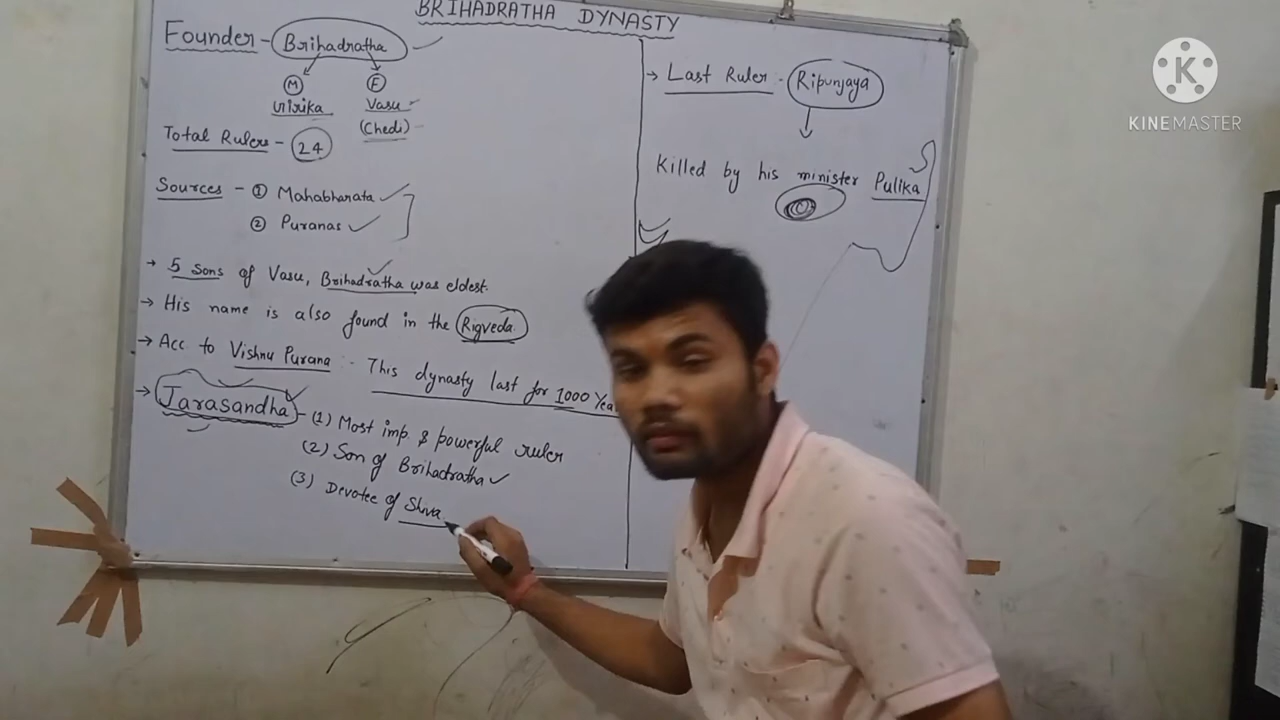 BRIHADRATHA DYNASTY
Founder - Brihadratha
M F
Girika Vasu
(Chedi)
Total Rulers - 24
Sources - ① Mahabharata
② Puranas
→ 5 Sons of Vasu, Brihadratha was eldest.
→ His name is also found in the Rigveda
→ Acc to Vishnu Purana :- This dynasty last for 1000 Yea
→ Jarasandha - (1) Most imp. & powerful ruler
(2) Son of Brihadratha
(3) Devotee of Shiva
→ Last Ruler :- Ripunjaya
Killed by his minister Pulika
K
KINEMASTER